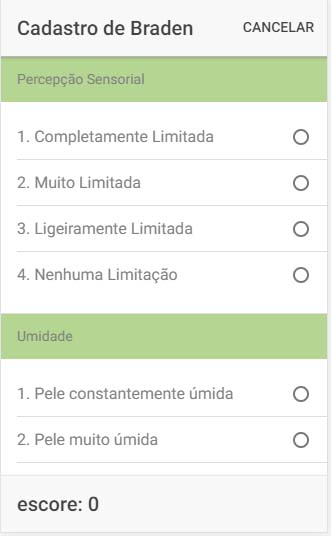 Cadastro de Braden CANCELAR
Percepção Sensorial
1. Completamente Limitada
2. Muito Limitada
3. Ligeiramente Limitada
4. Nenhuma Limitação
Umidade
1. Pele constantemente úmida
2. Pele muito úmida
escore: 0